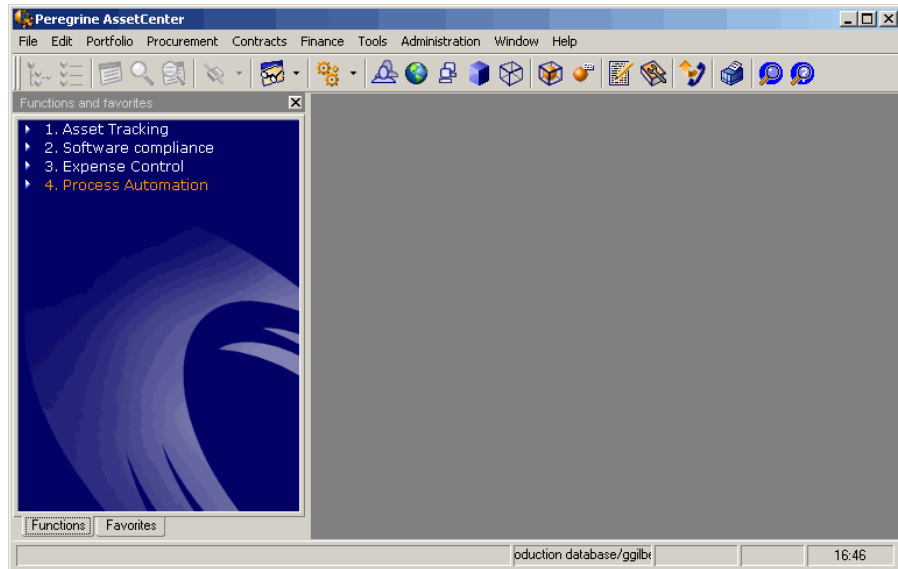 Peregrine AssetCenter
File Edit Portfolio Procurement Contracts Finance Tools Administration Window Help
Functions and favorites
1. Asset Tracking
2. Software compliance
3. Expense Control
4. Process Automation
Functions Favorites
oduction database/ggilbe 16:46